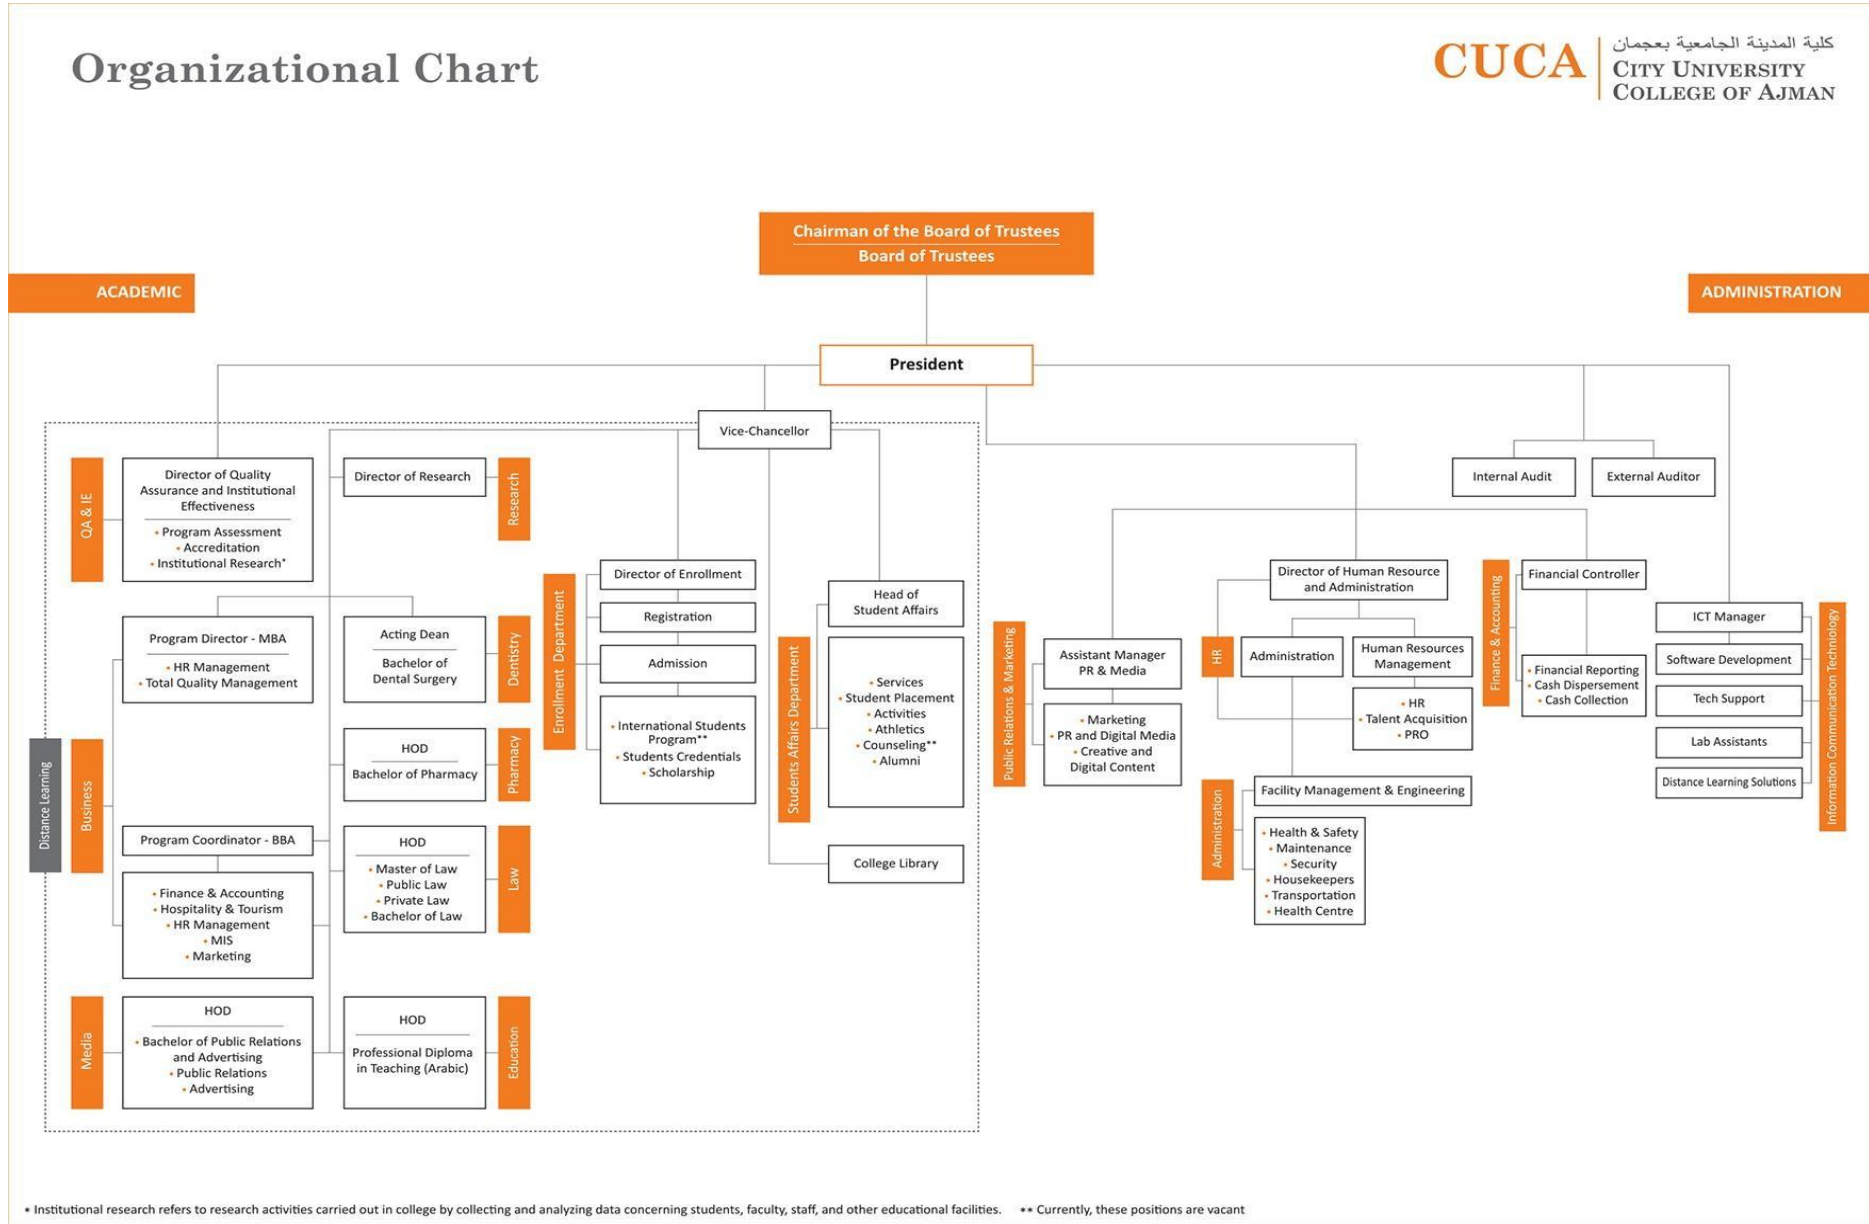 Organizational Chart
CUCA
كلية المدينة الجامعية بعجمان
CITY UNIVERSITY
COLLEGE OF AJMAN
Chairman of the Board of Trustees
Board of Trustees
ACADEMIC
ADMINISTRATION
President
Vice-Chancellor
QA & IE
Director of Quality
Assurance and Institutional
Effectiveness
• Program Assessment
• Accreditation
• Institutional Research*
Director of Research
Research
Program Director - MBA
• HR Management
• Total Quality Management
Acting Dean
Bachelor of
Dental Surgery
Dentistry
HOD
Bachelor of Pharmacy
Pharmacy
Distance Learning
Business
Program Coordinator - BBA
• Finance & Accounting
• Hospitality & Tourism
• HR Management
• MIS
• Marketing
HOD
• Master of Law
• Public Law
• Private Law
• Bachelor of Law
Law
Media
HOD
• Bachelor of Public Relations
and Advertising
• Public Relations
• Advertising
HOD
Professional Diploma
in Teaching (Arabic)
Education
Enrollment Department
Director of Enrollment
Registration
Admission
• International Students
Program**
• Students Credentials
• Scholarship
Students Affairs Department
Head of
Student Affairs
• Services
• Student Placement
• Activities
• Athletics
• Counseling**
• Alumni
College Library
Public Relations & Marketing
Assistant Manager
PR & Media
• Marketing
• PR and Digital Media
• Creative and
Digital Content
Director of Human Resource
and Administration
HR
Administration
Human Resources
Management
• HR
• Talent Acquisition
• PRO
Facility Management & Engineering
Administration
• Health & Safety
• Maintenance
• Security
• Housekeepers
• Transportation
• Health Centre
Internal Audit
External Auditor
Finance & Accounting
Financial Controller
• Financial Reporting
• Cash Dispersement
• Cash Collection
ICT Manager
Software Development
Tech Support
Lab Assistants
Distance Learning Solutions
Information Communication Techniology
* Institutional research refers to research activities carried out in college by collecting and analyzing data concerning students, faculty, staff, and other educational facilities. ** Currently, these positions are vacant